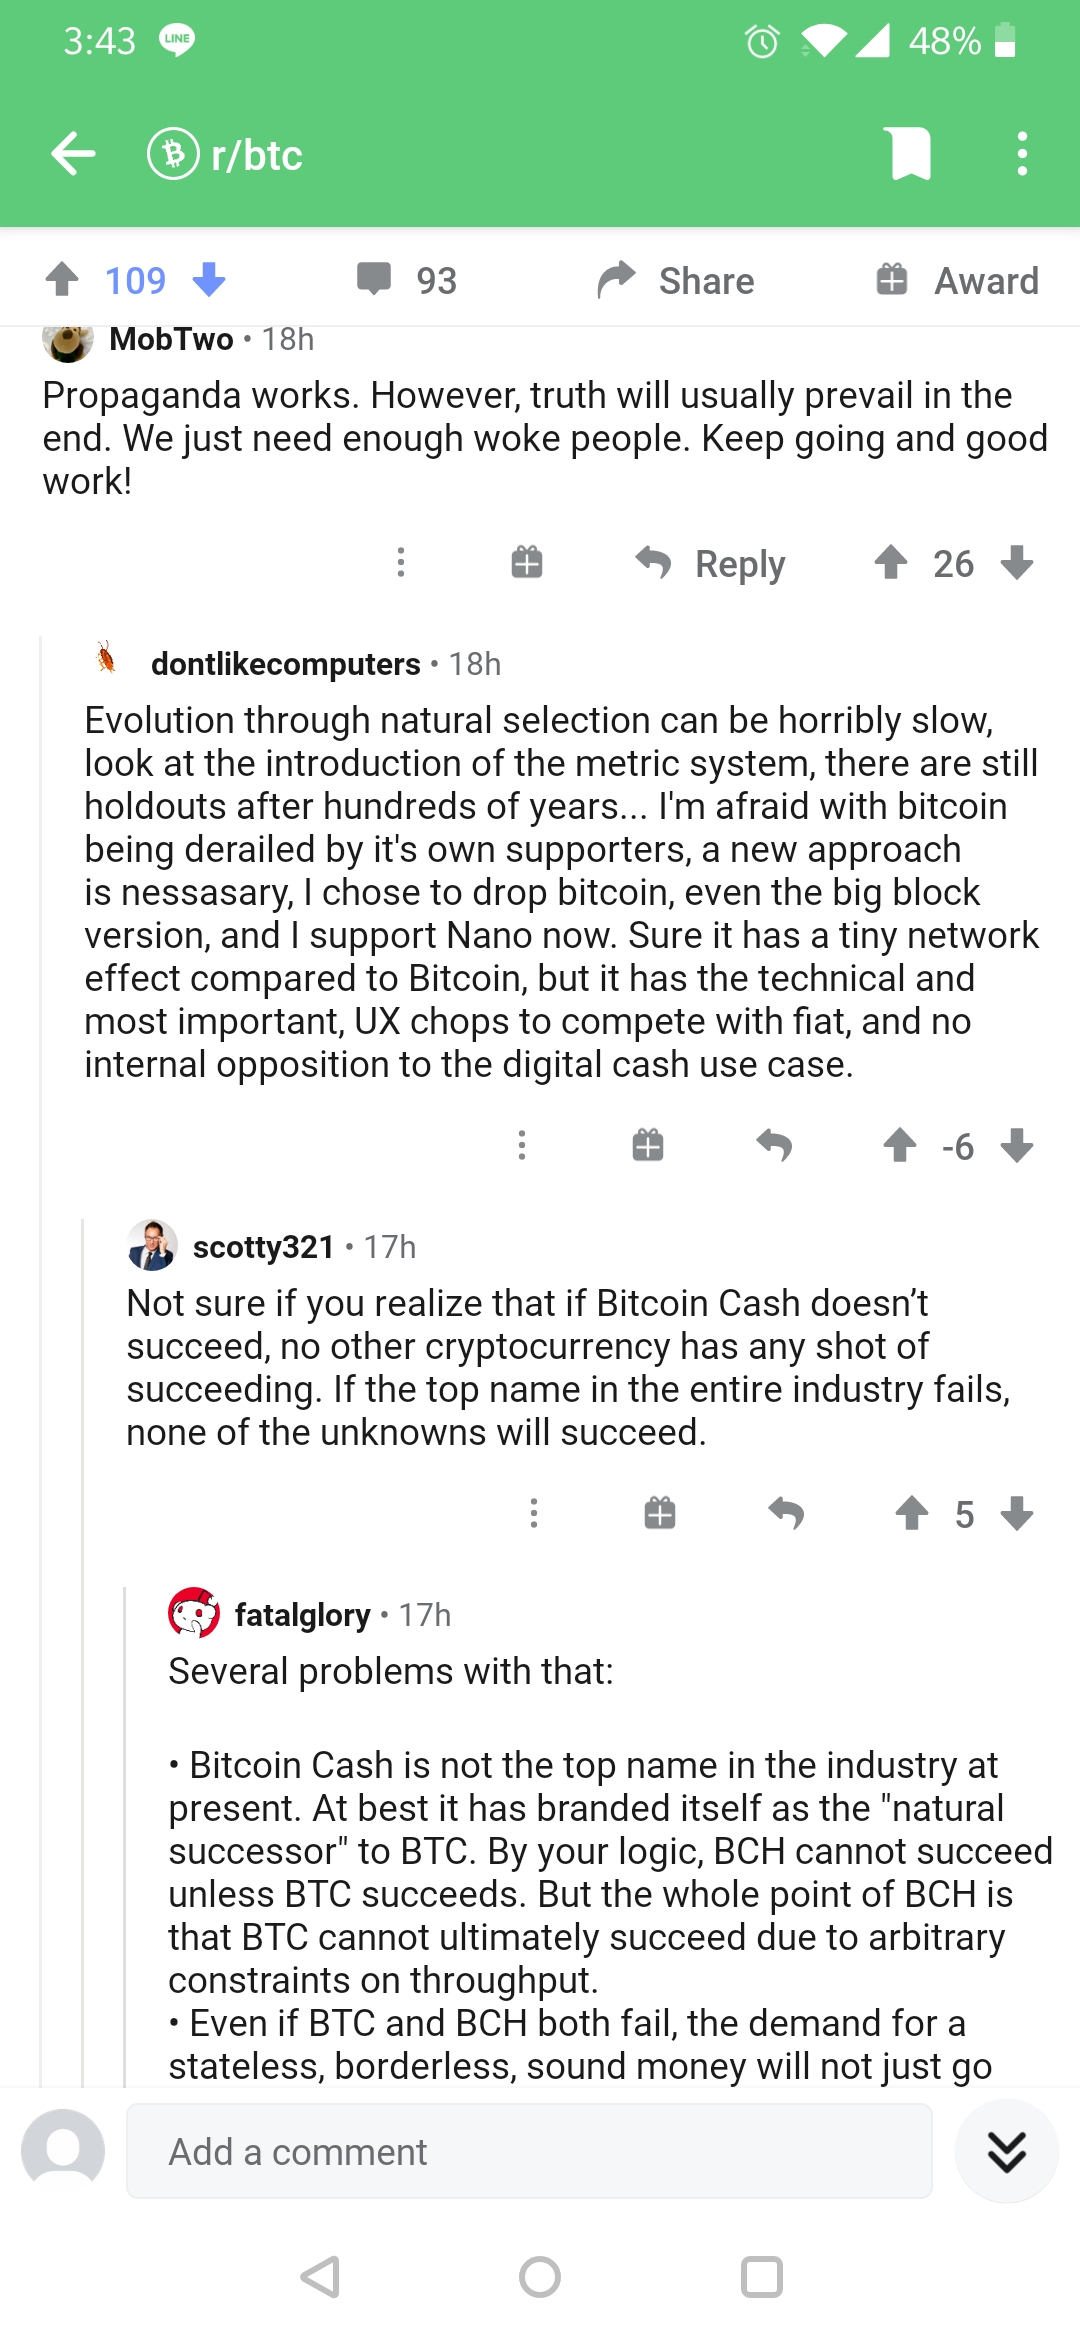 3:43 LINE 48%
r/btc
109 93 Share Award
MobTwo • 18h
Propaganda works. However, truth will usually prevail in the
end. We just need enough woke people. Keep going and good
work!
Reply 26
dontlikecomputers • 18h
Evolution through natural selection can be horribly slow,
look at the introduction of the metric system, there are still
holdouts after hundreds of years... I'm afraid with bitcoin
being derailed by it's own supporters, a new approach
is nessasary, I chose to drop bitcoin, even the big block
version, and I support Nano now. Sure it has a tiny network
effect compared to Bitcoin, but it has the technical and
most important, UX chops to compete with fiat, and no
internal opposition to the digital cash use case.
-6
scotty321 • 17h
Not sure if you realize that if Bitcoin Cash doesn’t
succeed, no other cryptocurrency has any shot of
succeeding. If the top name in the entire industry fails,
none of the unknowns will succeed.
5
fatalglory • 17h
Several problems with that:
• Bitcoin Cash is not the top name in the industry at
present. At best it has branded itself as the "natural
successor" to BTC. By your logic, BCH cannot succeed
unless BTC succeeds. But the whole point of BCH is
that BTC cannot ultimately succeed due to arbitrary
constraints on throughput.
• Even if BTC and BCH both fail, the demand for a
stateless, borderless, sound money will not just go
Add a comment